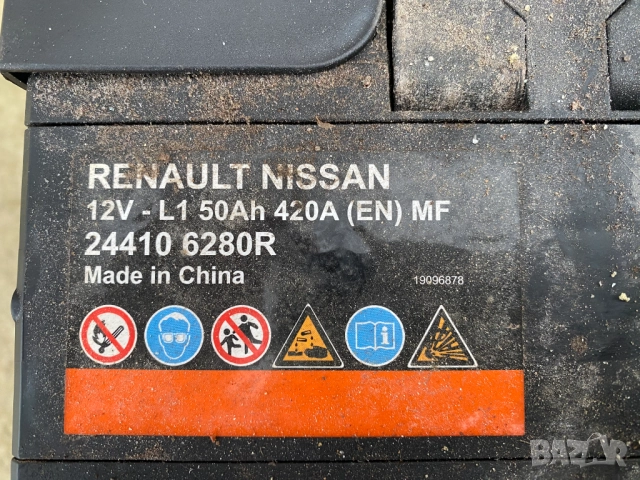 RENAULT NISSAN
12V - L1 50Ah 420A (EN) MF
24410 6280R
Made in China
19096878
i
BAZAR